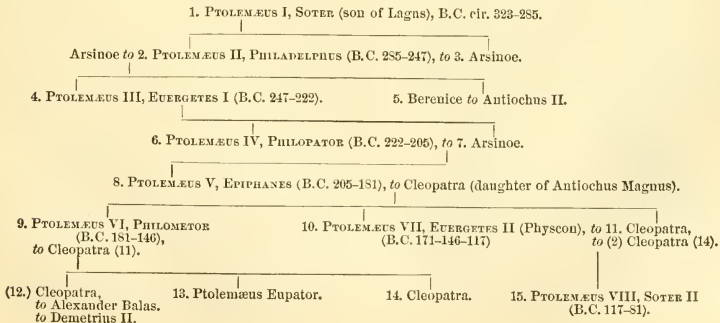 1. PTOLEMÆUS I, SOTER (son of Lagus), B.C. cir. 323–285.
Arsinoe to 2. PTOLEMÆUS II, PHILADELPHUS (B.C. 285–247), to 3. Arsinoe.
4. PTOLEMÆUS III, EUERGETES I (B.C. 247–222). 5. Berenice to Antiochus II.
6. PTOLEMÆUS IV, PHILOPATOR (B.C. 222–205), to 7. Arsinoe.
8. PTOLEMÆUS V, EPIPHANES (B.C. 205–181), to Cleopatra (daughter of Antiochus Magnus).
9. PTOLEMÆUS VI, PHILOMETOR
(B.C. 181–146),
to Cleopatra (11).
10. PTOLEMÆUS VII, EUERGETES II (Physcon), to 11. Cleopatra,
(B.C. 171–146–117) to (2) Cleopatra (14).
(12.) Cleopatra,
to Alexander Balas.
to Demetrius II.
13. Ptolemæus Eupator.
14. Cleopatra.
15. PTOLEMÆUS VIII, SOTER II
(B.C. 117–81).